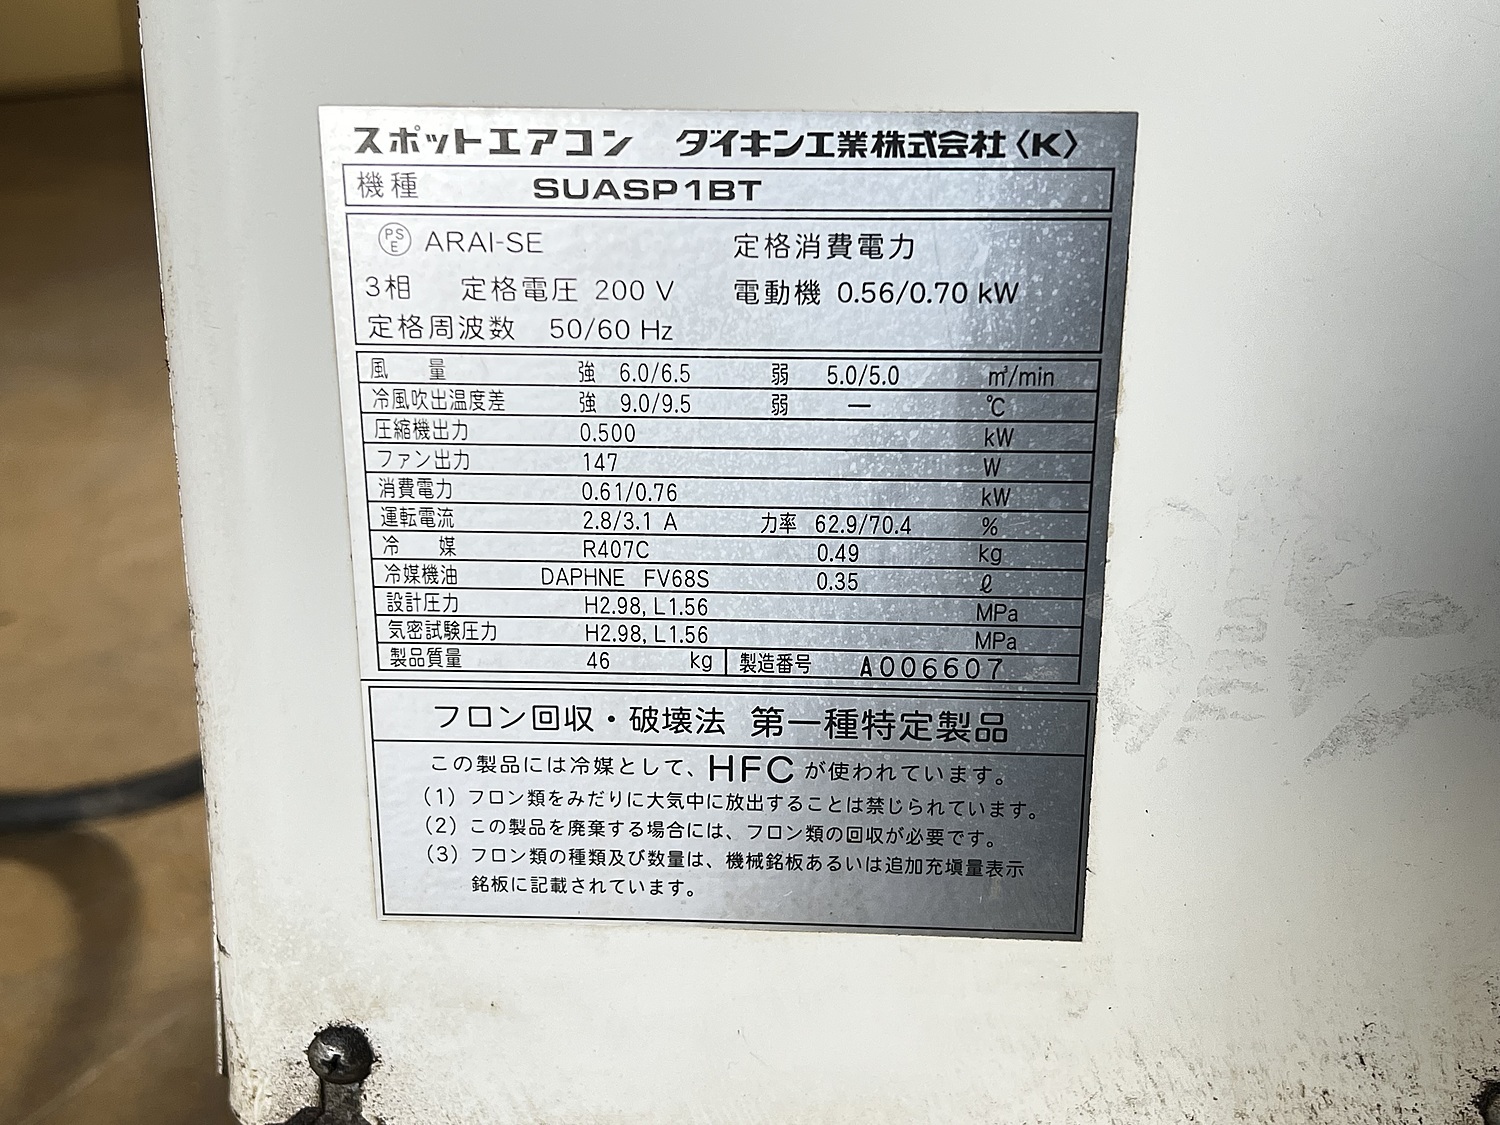 スポットエアコン ダイキン工業株式会社〈K〉
機種 SUASP1BT
PSE ARAI-SE 定格消費電力
3相 定格電圧 200 V 電動機 0.56/0.70 kW
定格周波数 50/60 Hz
風量 強 6.0/6.5 弱 5.0/5.0 m³/min
冷風吹出温度差 強 9.0/9.5 弱 — ℃
圧縮機出力 0.500 kW
ファン出力 147 W
消費電力 0.61/0.76 kW
運転電流 2.8/3.1 A 力率 62.9/70.4 %
冷媒 R407C 0.49 kg
冷媒機油 DAPHNE FV68S 0.35 ℓ
設計圧力 H2.98, L1.56 MPa
気密試験圧力 H2.98, L1.56 MPa
製品質量 46 kg 製造番号 A006607
フロン回収・破壊法 第一種特定製品
この製品には冷媒として、HFCが使われています。
(1) フロン類をみだりに大気中に放出することは禁じられています。
(2) この製品を廃棄する場合には、フロン類の回収が必要です。
(3) フロン類の種類及び数量は、機械銘板あるいは追加充塡量表示
銘板に記載されています。